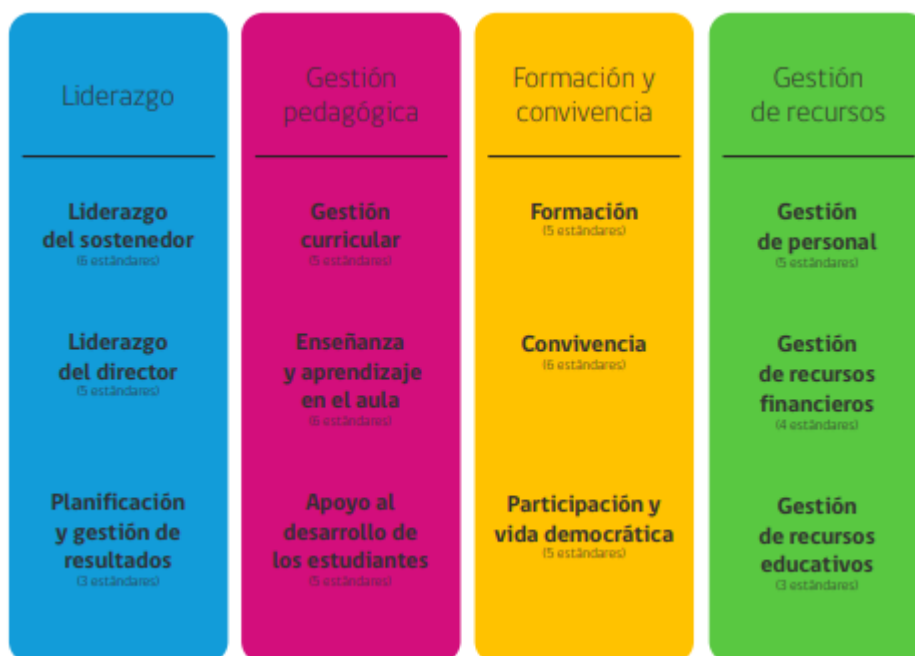 Liderazgo
Liderazgo
del sostenedor
(6 estándares)
Liderazgo
del director
(5 estándares)
Planificación
y gestión de
resultados
(3 estándares)
Gestión
pedagógica
Gestión
curricular
(5 estándares)
Enseñanza
y aprendizaje
en el aula
(6 estándares)
Apoyo al
desarrollo de
los estudiantes
(5 estándares)
Formación y
convivencia
Formación
(5 estándares)
Convivencia
(6 estándares)
Participación y
vida democrática
(5 estándares)
Gestión
de recursos
Gestión
de personal
(5 estándares)
Gestión
de recursos
financieros
(4 estándares)
Gestión
de recursos
educativos
(3 estándares)